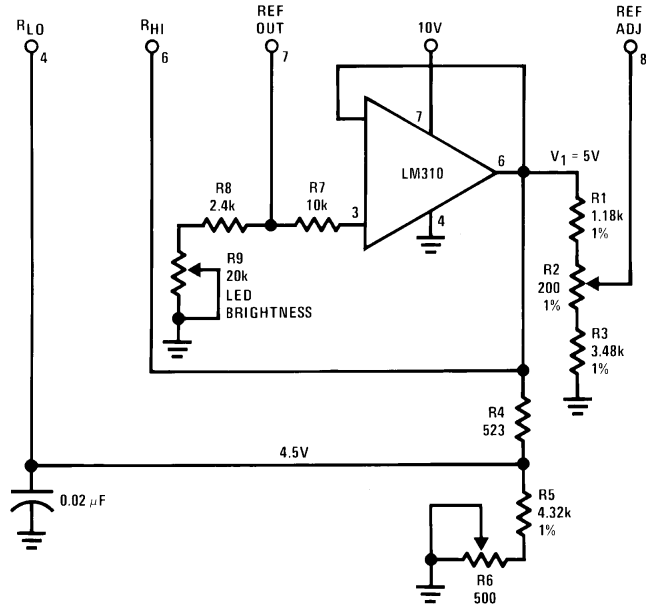 RLO
4
RHI
6
REF
OUT
7
10V
REF
ADJ
8
7
LM310
6
3
4
V1 = 5V
R8
2.4k
R7
10k
R9
20k
LED
BRIGHTNESS
R1
1.18k
1%
R2
200
1%
R3
3.48k
1%
R4
523
4.5V
0.02 μF
R5
4.32k
1%
R6
500